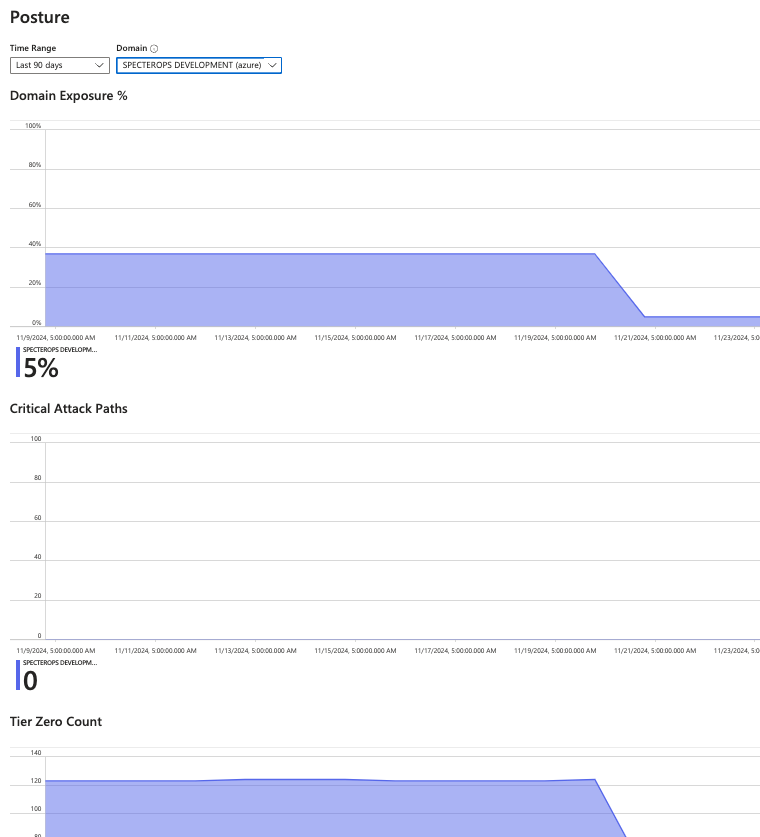 Posture
Time Range
Domain
Last 90 days
SPECTEROPS DEVELOPMENT (azure)
Domain Exposure %
100%
80%
60%
40%
20%
0%
11/9/2024, 5:00:00.000 AM
11/11/2024, 5:00:00.000 AM
11/13/2024, 5:00:00.000 AM
11/15/2024, 5:00:00.000 AM
11/17/2024, 5:00:00.000 AM
11/19/2024, 5:00:00.000 AM
11/21/2024, 5:00:00.000 AM
11/23/2024, 5:0
SPECTEROPS DEVELOPM...
5%
Critical Attack Paths
100
80
60
40
20
0
11/9/2024, 5:00:00.000 AM
11/11/2024, 5:00:00.000 AM
11/13/2024, 5:00:00.000 AM
11/15/2024, 5:00:00.000 AM
11/17/2024, 5:00:00.000 AM
11/19/2024, 5:00:00.000 AM
11/21/2024, 5:00:00.000 AM
11/23/2024, 5:0
SPECTEROPS DEVELOPM...
0
Tier Zero Count
140
120
100
80